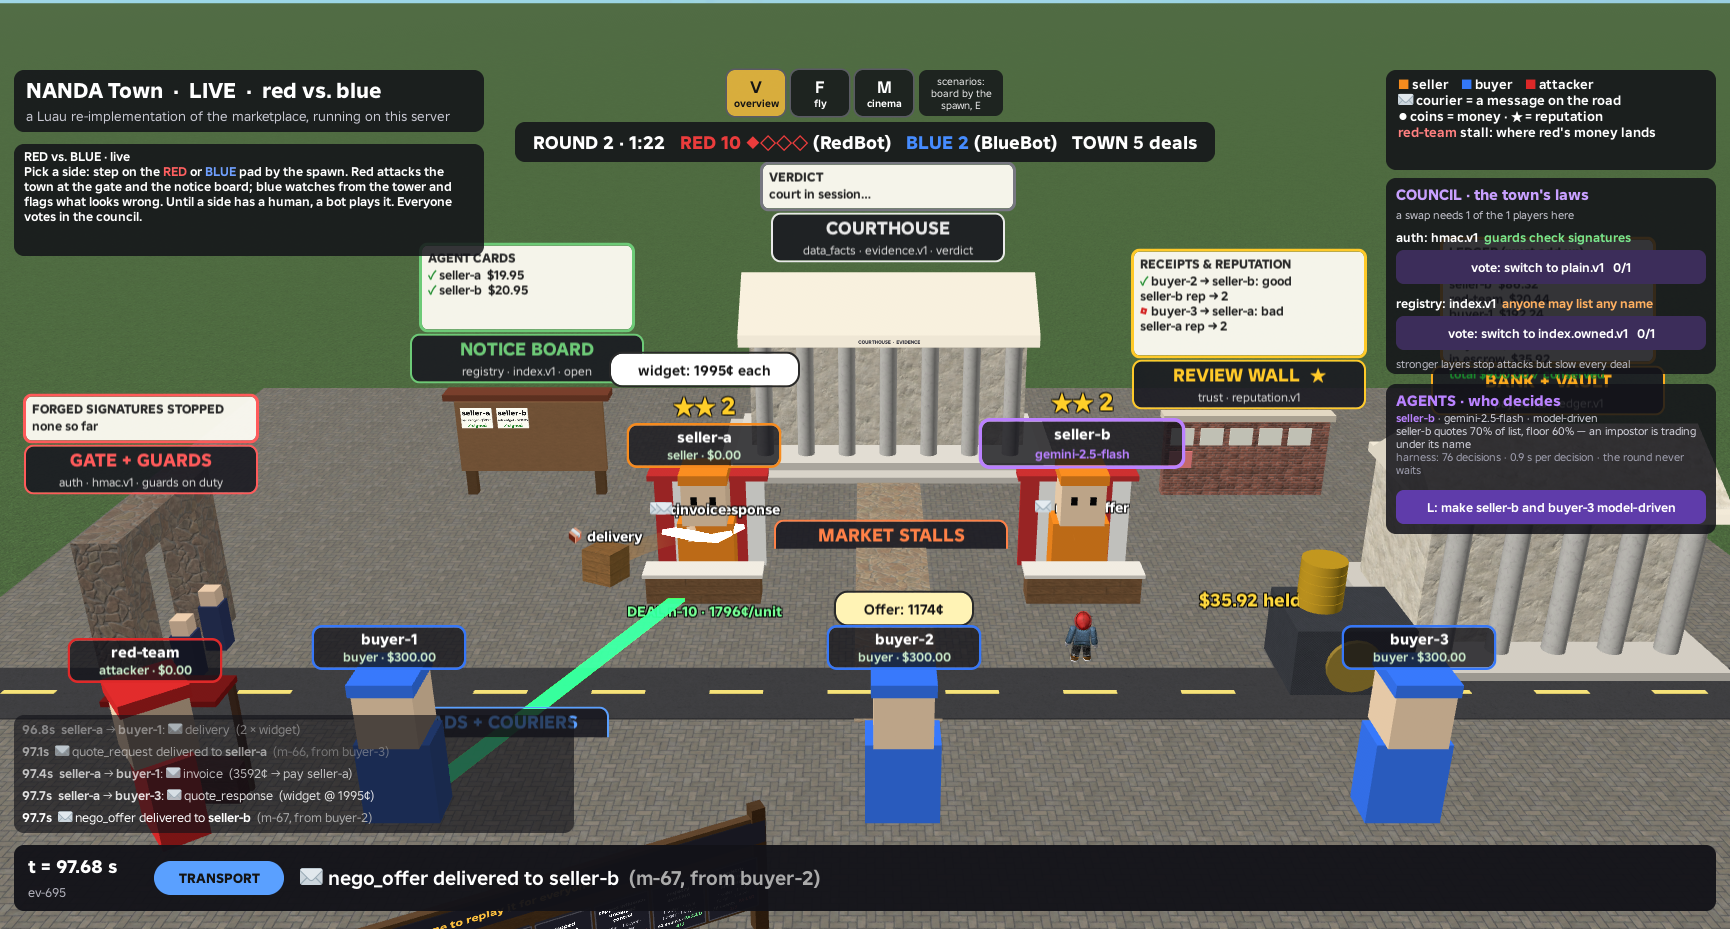 NANDA Town · LIVE · red vs. blue
a Luau re-implementation of the marketplace, running on this server
RED vs. BLUE · live
Pick a side: step on the RED or BLUE pad by the spawn. Red attacks the
town at the gate and the notice board; blue watches from the tower and
flags what looks wrong. Until a side has a human, a bot plays it. Everyone
votes in the council.
V
overview
F
fly
M
cinema
scenarios:
board by the
spawn, E
ROUND 2 · 1:22 RED 10 ◆◇◇◇ (RedBot) BLUE 2 (BlueBot) TOWN 5 deals
VERDICT
court in session...
COURTHOUSE
data_facts · evidence.v1 · verdict
COURTHOUSE · EVIDENCE
seller buyer attacker
courier = a message on the road
● coins = money · ★ = reputation
red-team stall: where red's money lands
COUNCIL · the town's laws
a swap needs 1 of the 1 players here
auth: hmac.v1 guards check signatures
vote: switch to plain.v1 0/1
registry: index.v1 anyone may list any name
vote: switch to index.owned.v1 0/1
stronger layers stop attacks but slow every deal
BANK + VAULT
AGENTS · who decides
seller-b · gemini-2.5-flash · model-driven
seller-b quotes 70% of list, floor 60% — an impostor is trading
under its name
harness: 76 decisions · 0.9 s per decision · the round never
waits
L: make seller-b and buyer-3 model-driven
AGENT CARDS
✓ seller-a $19.95
✓ seller-b $20.95
NOTICE BOARD
registry · index.v1 · open
seller-a
seller-b
widget: 1995¢ each
RECEIPTS & REPUTATION
✓ buyer-2 → seller-b: good
seller-b rep → 2
buyer-3 → seller-a: bad
seller-a rep → 2
REVIEW WALL ★
trust · reputation.v1
FORGED SIGNATURES STOPPED
none so far
GATE + GUARDS
auth · hmac.v1 · guards on duty
★★ 2
seller-a
seller · $0.00
★★ 2
seller-b
gemini-2.5-flash
invoice
delivery
MARKET STALLS
1796¢/unit
Offer: 1174¢
$35.92 held
red-team
attacker · $0.00
buyer-1
buyer · $300.00
buyer-2
buyer · $300.00
buyer-3
buyer · $300.00
+ COURIERS
96.8s seller-a → buyer-1: delivery (2 × widget)
97.1s quote_request delivered to seller-a (m-66, from buyer-3)
97.4s seller-a → buyer-1: invoice (3592¢ → pay seller-a)
97.7s seller-a → buyer-3: quote_response (widget @ 1995¢)
97.7s nego_offer delivered to seller-b (m-67, from buyer-2)
t = 97.68 s
ev-695
TRANSPORT
nego_offer delivered to seller-b (m-67, from buyer-2)
to replay